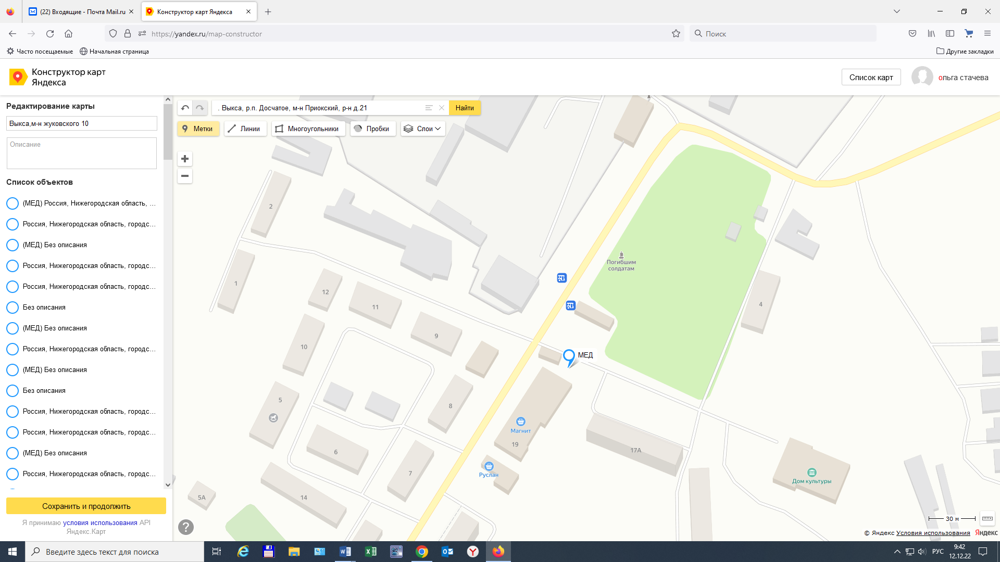 (22) Входящие - Почта Mail.ru
Конструктор карт Яндекса
https://yandex.ru/map-constructor
Поиск
Часто посещаемые
Начальная страница
Другие закладки
Конструктор карт
Яндекса
Список карт
ольга стачева
Редактирование карты
Выкса,м-н жуковского 10
Описание
Список объектов
(МЕД) Россия, Нижегородская область, ...
Россия, Нижегородская область, городс...
(МЕД) Без описания
Россия, Нижегородская область, городс...
Россия, Нижегородская область, городс...
Без описания
(МЕД) Без описания
Россия, Нижегородская область, городс...
(МЕД) Без описания
Без описания
Россия, Нижегородская область, городс...
Россия, Нижегородская область, городс...
(МЕД) Без описания
Россия, Нижегородская область, городс...
Сохранить и продолжить
Я принимаю условия использования API
Яндекс.Карт
. Выкса, р.п. Досчатое, м-н Приокский, р-н д.21
Найти
Метки
Линии
Многоугольники
Пробки
Слои
2
1
12
11
9
10
5
8
6
7
14
5А
Погибшим
солдатам
4
МЕД
Магнит
19
Руслан
17А
Дом культуры
?
30 м
© Яндекс Условия использования Яндекс
Введите здесь текст для поиска
РУС
9:42
12.12.22